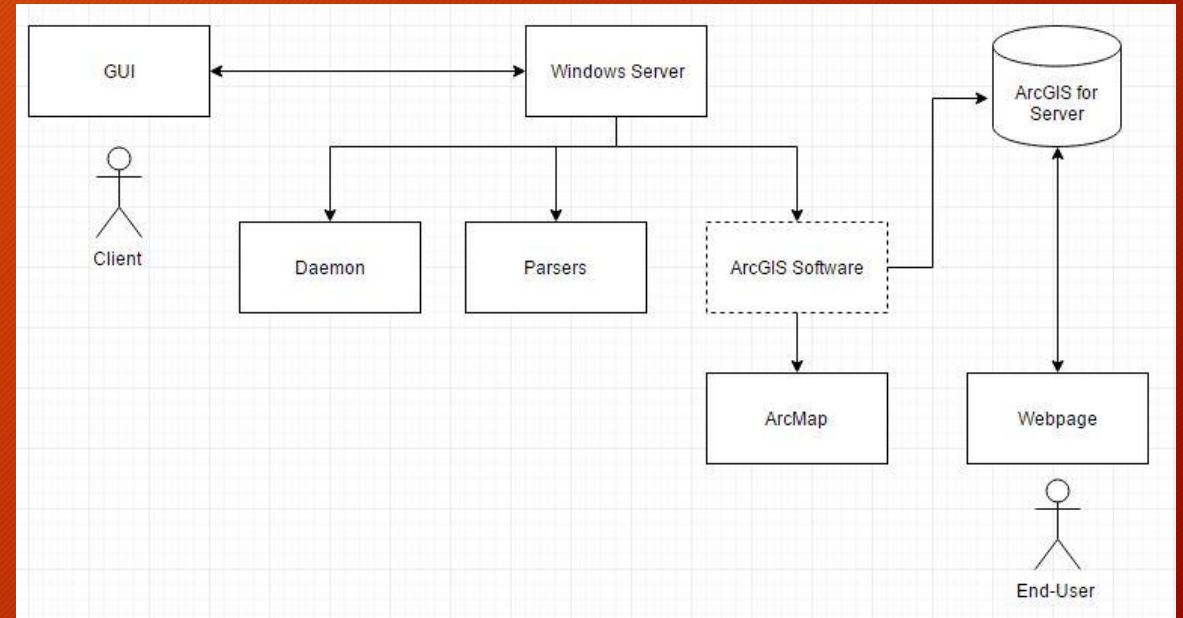 GUI
Windows Server
ArcGIS for
Server
Client
Daemon
Parsers
ArcGIS Software
ArcMap
Webpage
End-User